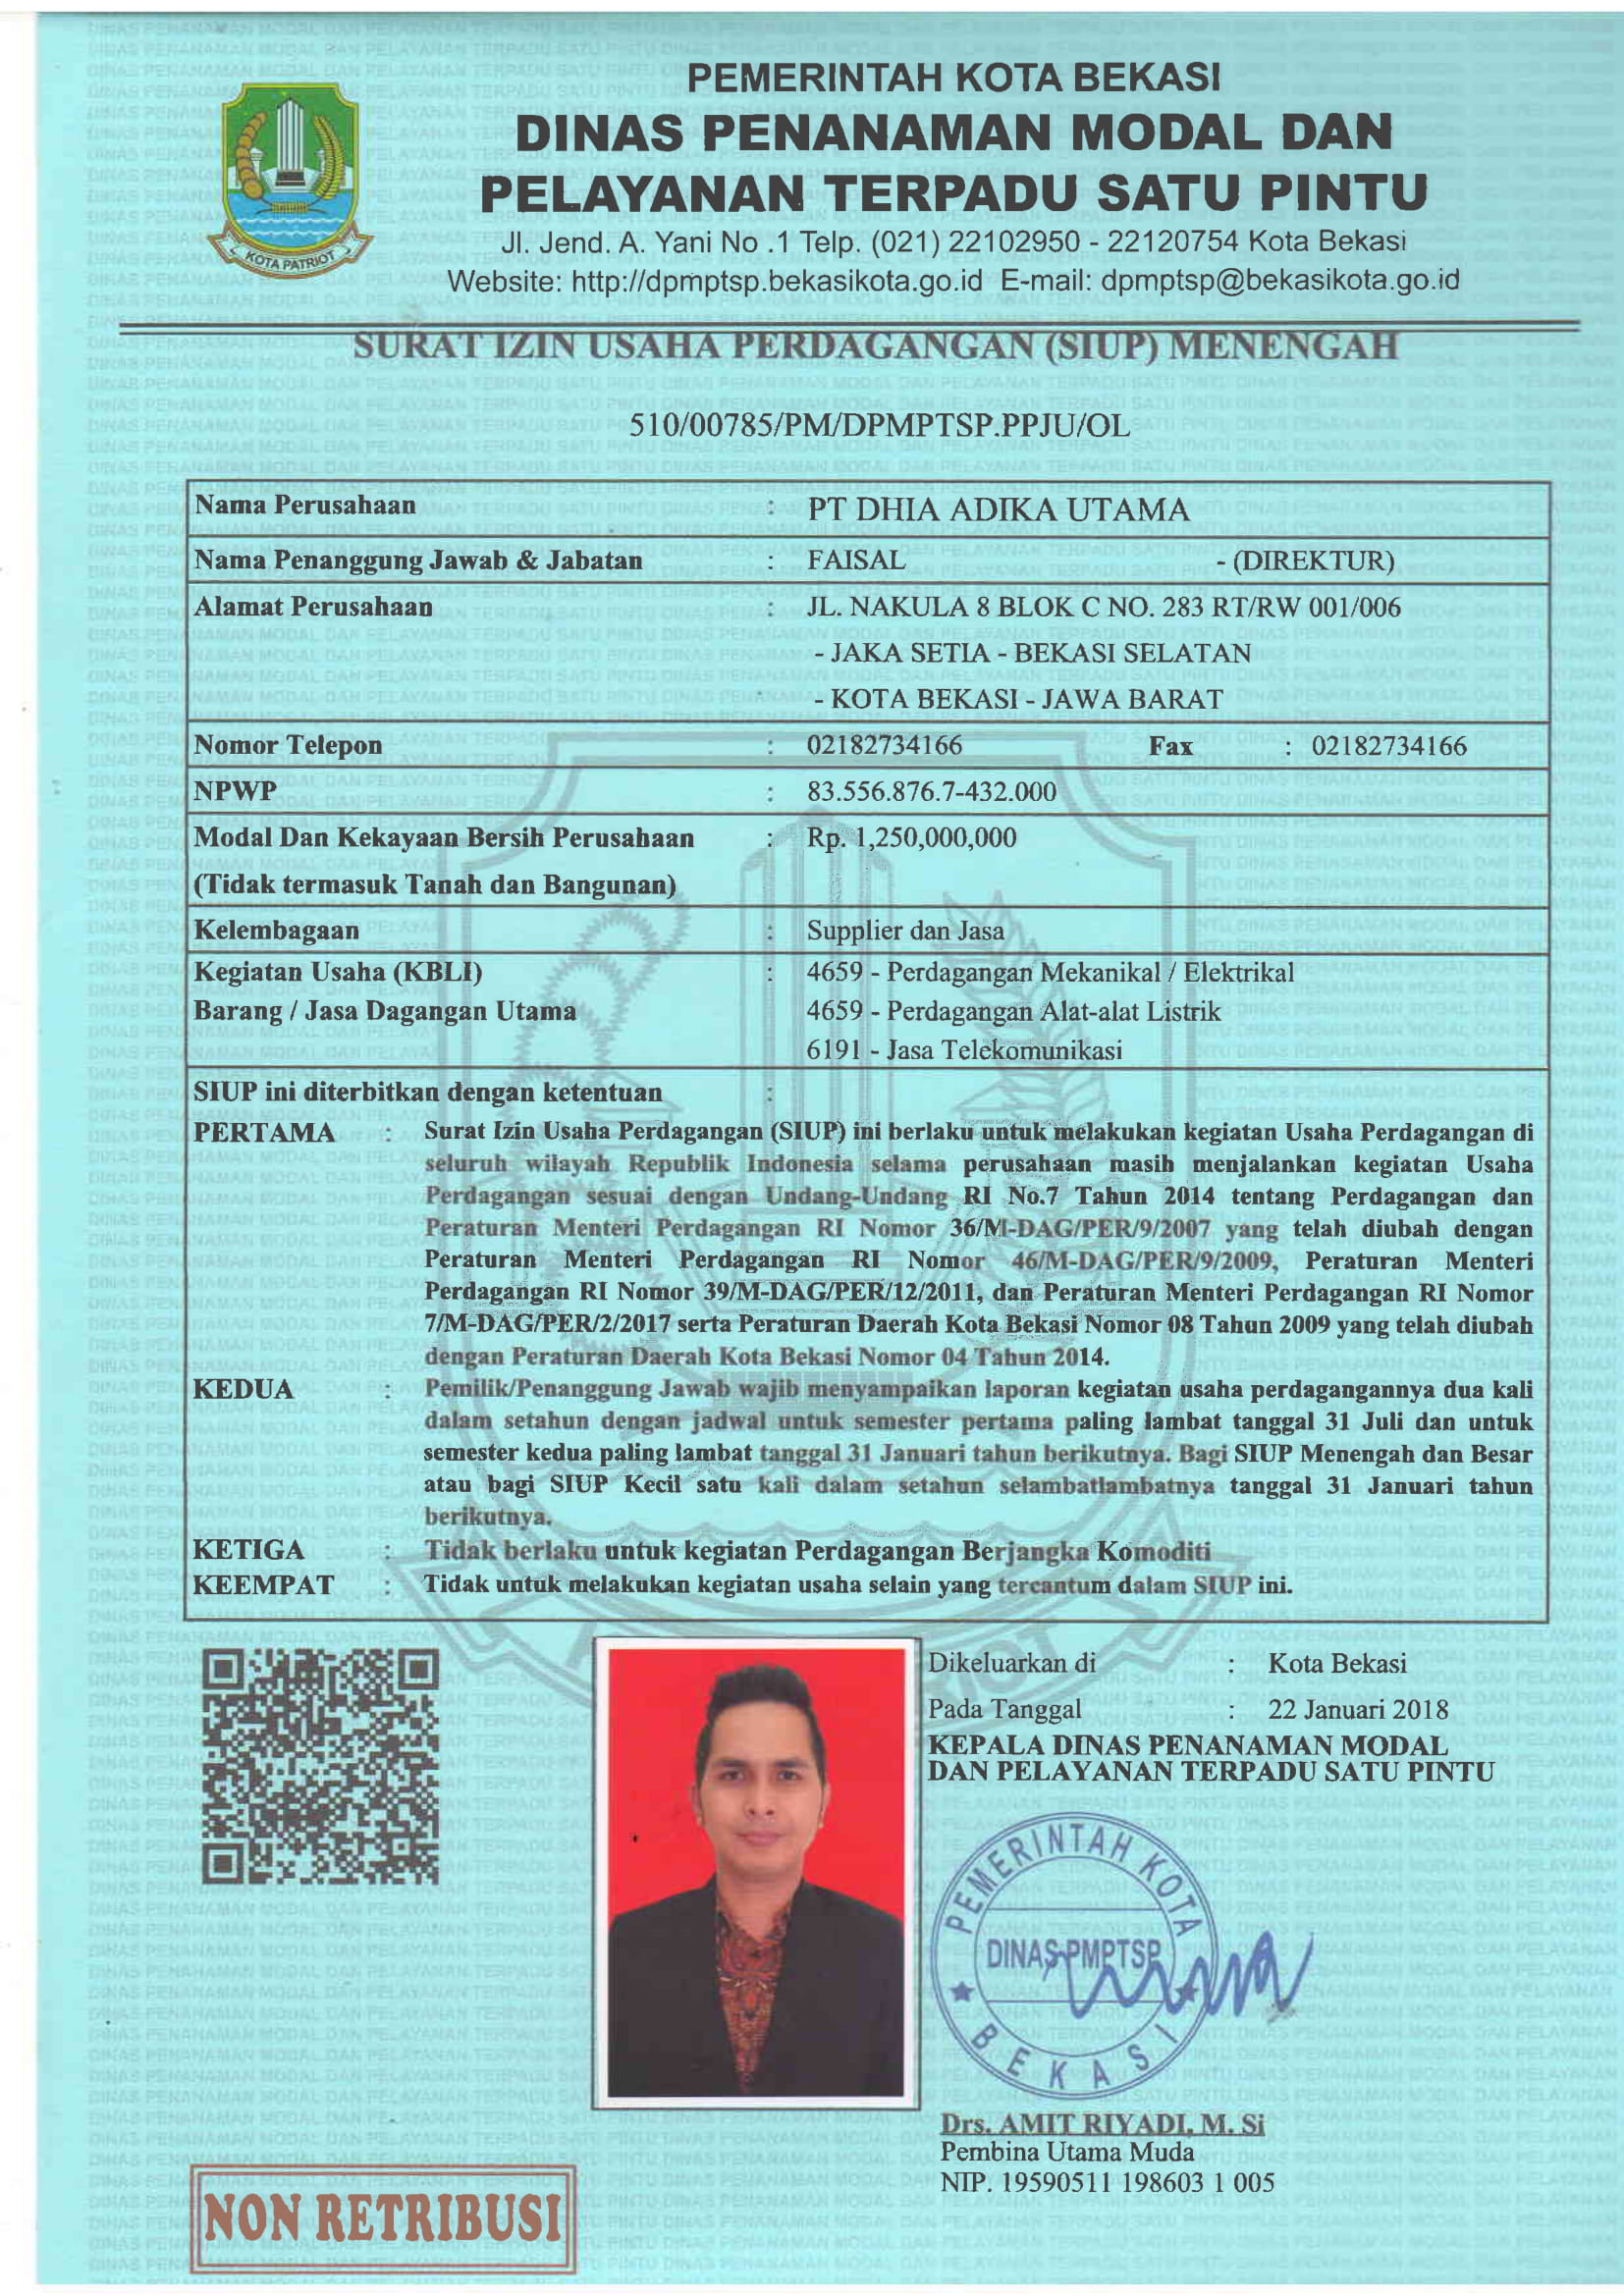 PEMERINTAH KOTA BEKASI
DINAS PENANAMAN MODAL DAN
PELAYANAN TERPADU SATU PINTU
Jl. Jend. A. Yani No .1 Telp. (021) 22102950 - 22120754 Kota Bekasi
Website: http://dpmptsp.bekasikota.go.id E-mail: dpmptsp@bekasikota.go.id
KOTA PATRIOT
SURAT IZIN USAHA PERDAGANGAN (SIUP) MENENGAH
510/00785/PM/DPMPTSP.PPJU/OL
Nama Perusahaan : PT DHIA ADIKA UTAMA
Nama Penanggung Jawab & Jabatan : FAISAL - (DIREKTUR)
Alamat Perusahaan : JL. NAKULA 8 BLOK C NO. 283 RT/RW 001/006
- JAKA SETIA - BEKASI SELATAN
- KOTA BEKASI - JAWA BARAT
Nomor Telepon : 02182734166 Fax : 02182734166
NPWP : 83.556.876.7-432.000
Modal Dan Kekayaan Bersih Perusahaan : Rp. 1,250,000,000
(Tidak termasuk Tanah dan Bangunan)
Kelembagaan : Supplier dan Jasa
Kegiatan Usaha (KBLI) : 4659 - Perdagangan Mekanikal / Elektrikal
Barang / Jasa Dagangan Utama 4659 - Perdagangan Alat-alat Listrik
6191 - Jasa Telekomunikasi
SIUP ini diterbitkan dengan ketentuan :
PERTAMA : Surat Izin Usaha Perdagangan (SIUP) ini berlaku untuk melakukan kegiatan Usaha Perdagangan di
seluruh wilayah Republik Indonesia selama perusahaan masih menjalankan kegiatan Usaha
Perdagangan sesuai dengan Undang-Undang RI No.7 Tahun 2014 tentang Perdagangan dan
Peraturan Menteri Perdagangan RI Nomor 36/M-DAG/PER/9/2007 yang telah diubah dengan
Peraturan Menteri Perdagangan RI Nomor 46/M-DAG/PER/9/2009, Peraturan Menteri
Perdagangan RI Nomor 39/M-DAG/PER/12/2011, dan Peraturan Menteri Perdagangan RI Nomor
7/M-DAG/PER/2/2017 serta Peraturan Daerah Kota Bekasi Nomor 08 Tahun 2009 yang telah diubah
dengan Peraturan Daerah Kota Bekasi Nomor 04 Tahun 2014.
KEDUA : Pemilik/Penanggung Jawab wajib menyampaikan laporan kegiatan usaha perdagangannya dua kali
dalam setahun dengan jadwal untuk semester pertama paling lambat tanggal 31 Juli dan untuk
semester kedua paling lambat tanggal 31 Januari tahun berikutnya. Bagi SIUP Menengah dan Besar
atau bagi SIUP Kecil satu kali dalam setahun selambatlambatnya tanggal 31 Januari tahun
berikutnya.
KETIGA : Tidak berlaku untuk kegiatan Perdagangan Berjangka Komoditi
KEEMPAT : Tidak untuk melakukan kegiatan usaha selain yang tercantum dalam SIUP ini.
Dikeluarkan di : Kota Bekasi
Pada Tanggal : 22 Januari 2018
KEPALA DINAS PENANAMAN MODAL
DAN PELAYANAN TERPADU SATU PINTU
PEMERINTAH KOTA
DINAS PMPTSP
BEKASI
Drs. AMIT RIYADI, M. Si
Pembina Utama Muda
NIP. 19590511 198603 1 005
NON RETRIBUSI